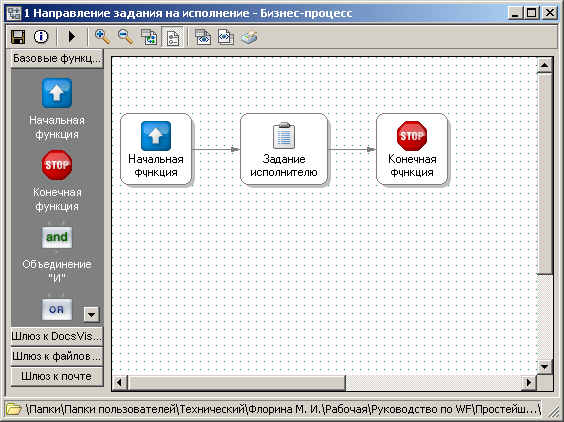 1 Направление задания на исполнение - Бизнес-процесс
Базовые функц...
Начальная
функция
STOP
Конечная
функция
and
Объединение
"И"
OR
Шлюз к DocsVis...
Шлюз к файлов...
Шлюз к почте
Начальная
функция
Задание
исполнителю
STOP
Конечная
функция
\Папки\Папки пользователей\Технический\Флорина М. И.\Рабочая\Руководство по WF\Простейш...\